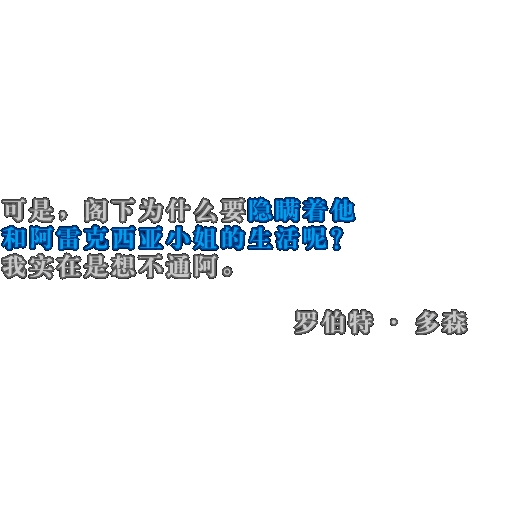 可是，阁下为什么要隐瞒着他
和阿雷克西亚小姐的生活呢？
我实在是想不通阿。
罗伯特 · 多森